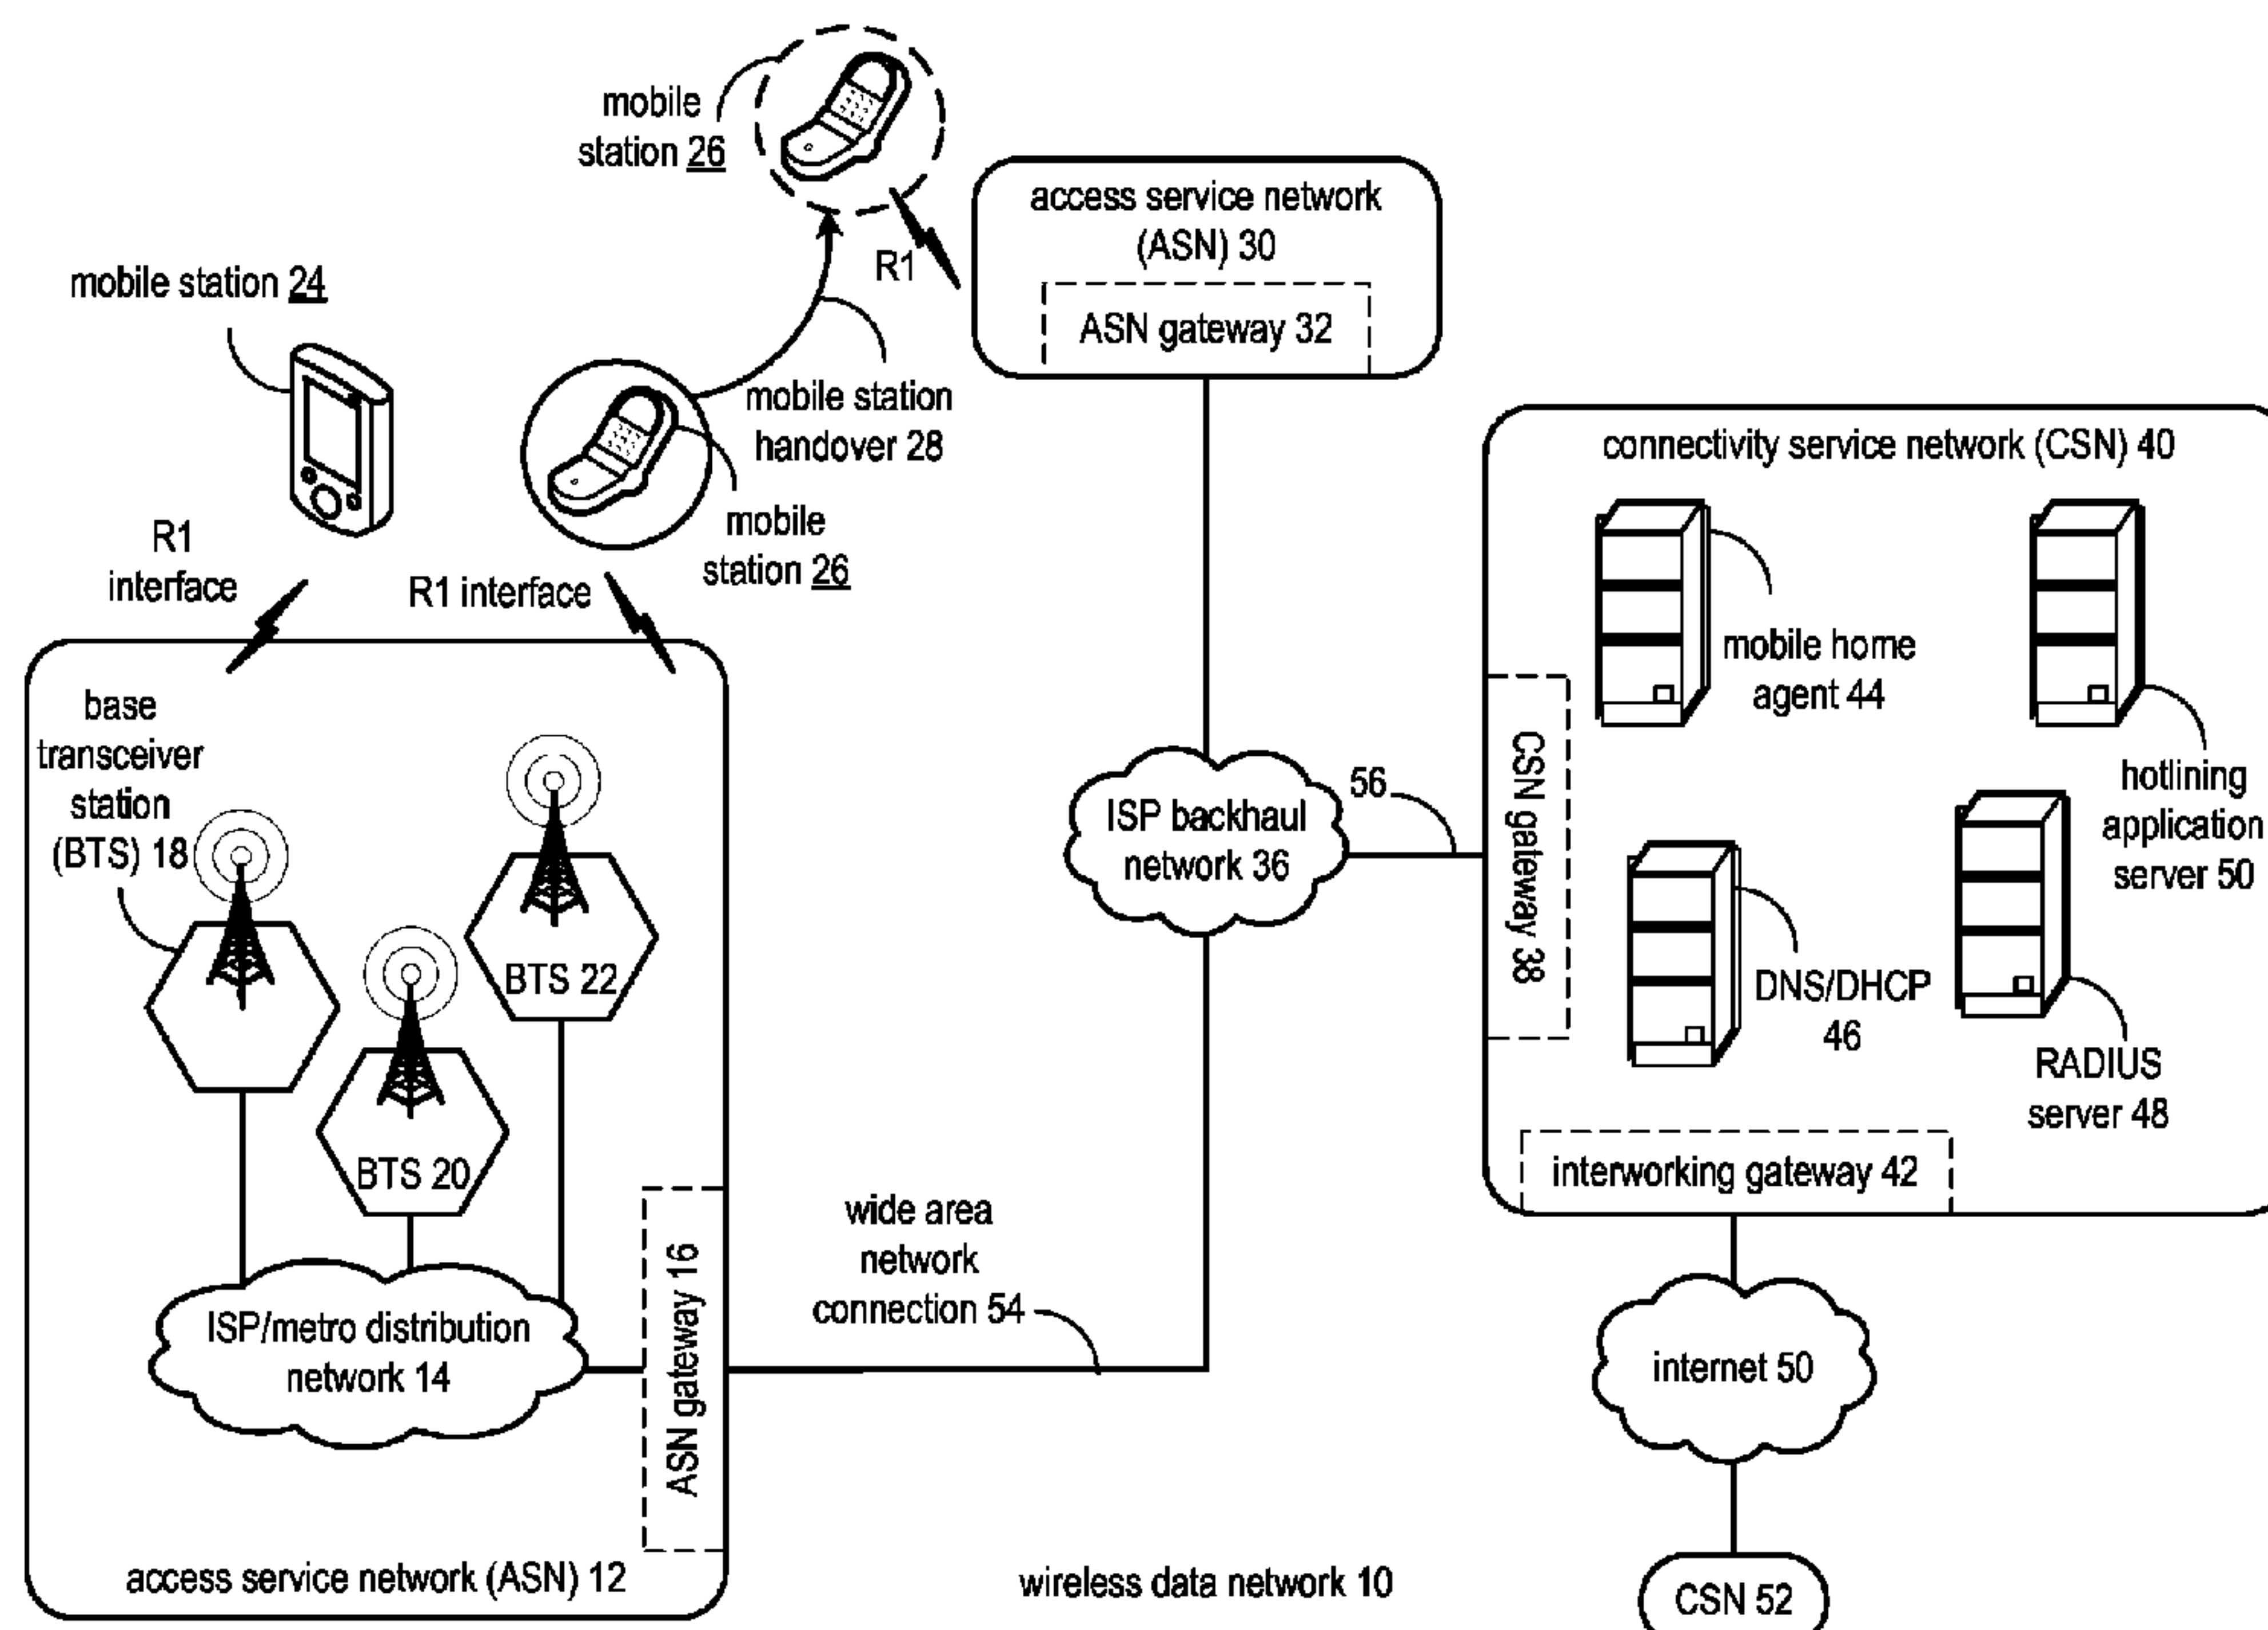 mobile
station 26
access service network
(ASN) 30
R1
ASN gateway 32
mobile station 24
mobile station
handover 28
mobile
station 26
R1
interface
R1 interface
connectivity service network (CSN) 40
mobile home
agent 44
hotlining
application
server 50
CSN gateway 38
DNS/DHCP
46
RADIUS
server 48
interworking gateway 42
56
ISP backhaul
network 36
base
transceiver
station
(BTS) 18
BTS 22
BTS 20
ISP/metro distribution
network 14
ASN gateway 16
wide area
network
connection 54
internet 50
access service network (ASN) 12
wireless data network 10
CSN 52